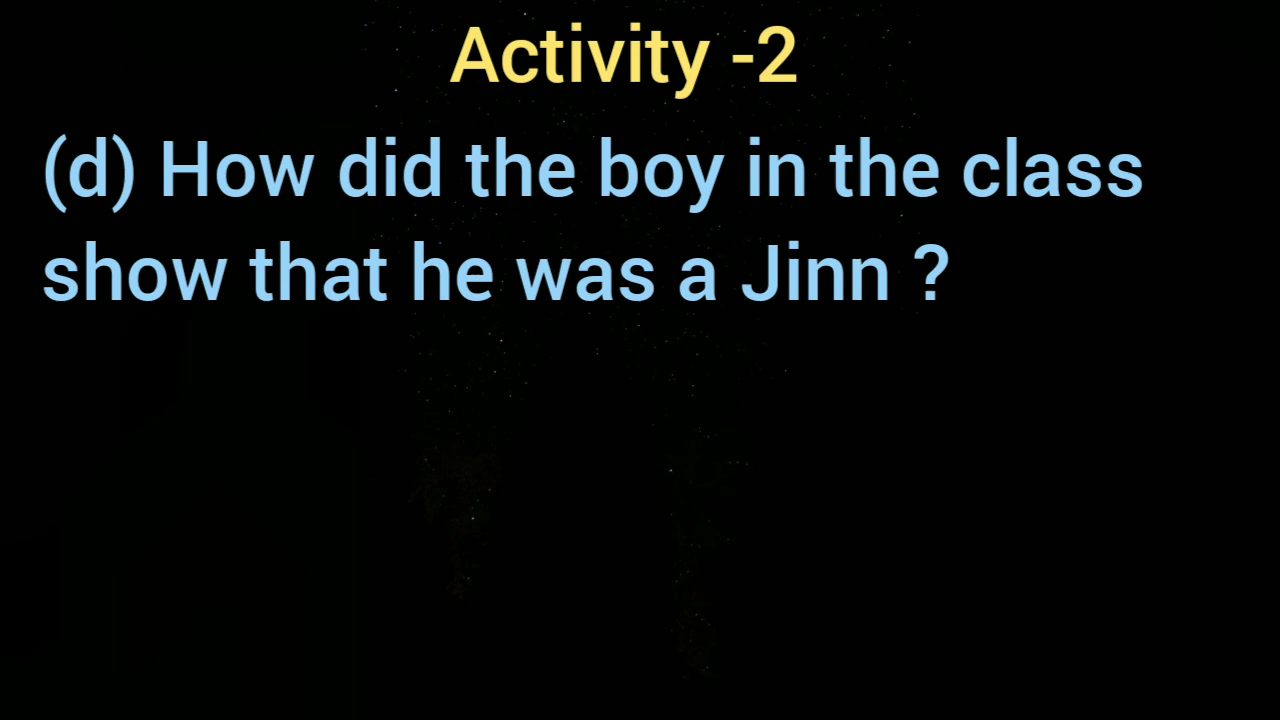 Activity -2
(d) How did the boy in the class
show that he was a Jinn ?